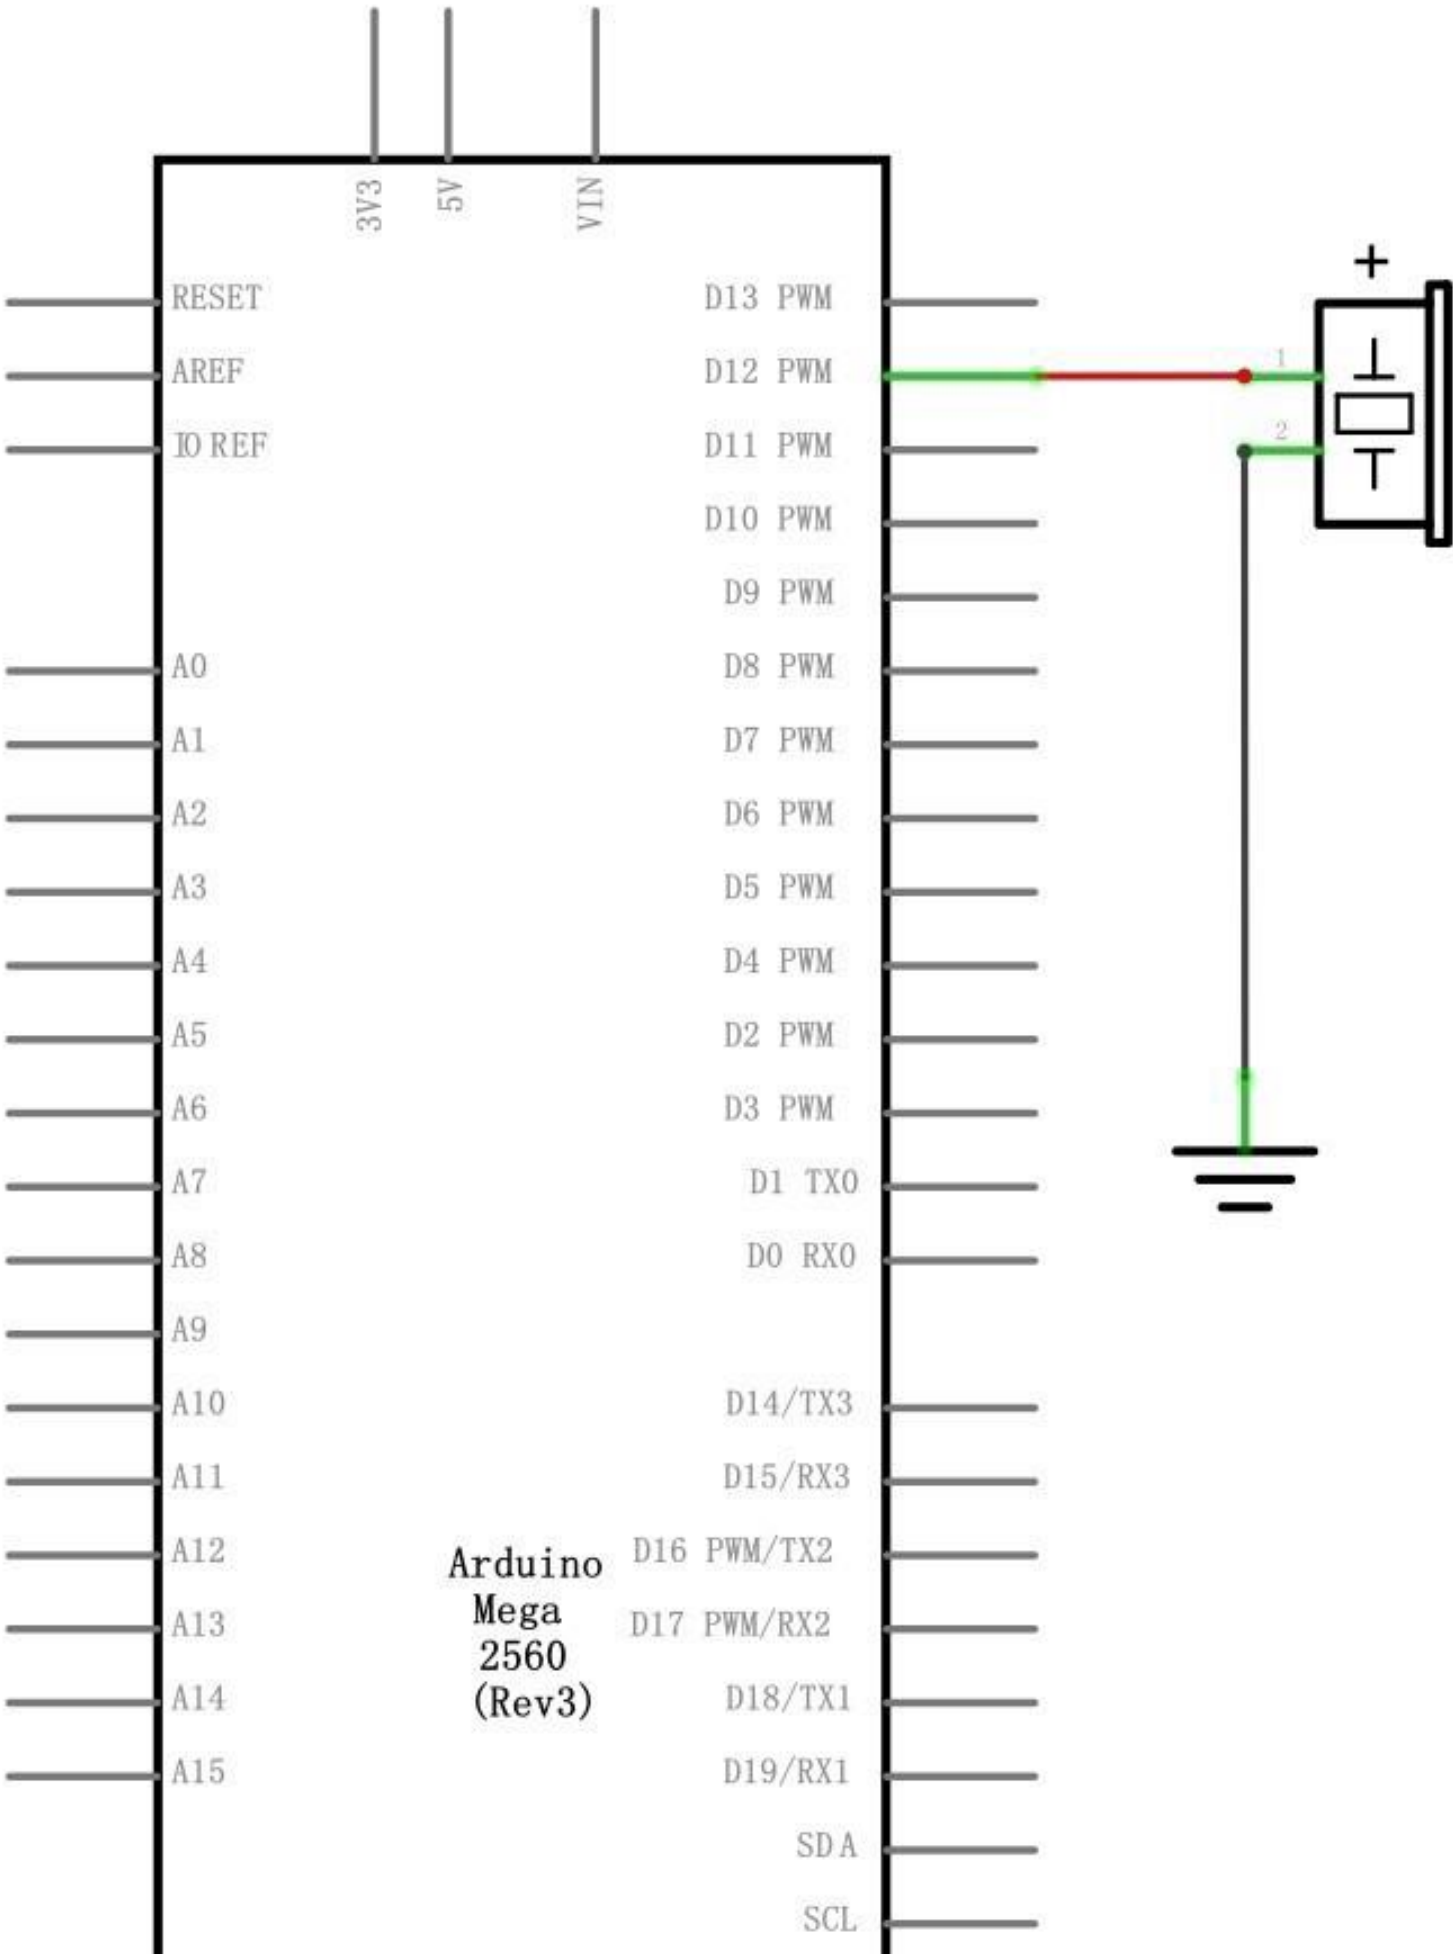 3V3
5V
VIN
+
RESET
D13 PWM
AREF
D12 PWM
1
IO REF
D11 PWM
2
D10 PWM
D9 PWM
A0
D8 PWM
A1
D7 PWM
A2
D6 PWM
A3
D5 PWM
A4
D4 PWM
A5
D2 PWM
A6
D3 PWM
A7
D1 TX0
A8
D0 RX0
A9
A10
D14/TX3
A11
D15/RX3
A12
D16 PWM/TX2
A13
D17 PWM/RX2
A14
D18/TX1
A15
D19/RX1
Arduino
Mega
2560
(Rev3)
SDA
SCL